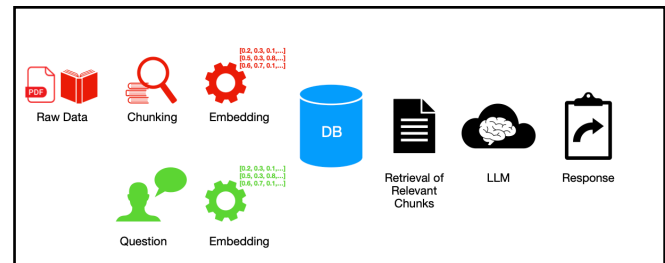 [0.2, 0.3, 0.1,...]
[0.5, 0.3, 0.8,...]
[0.6, 0.7, 0.1,...]
PDF
Raw Data
Chunking
Embedding
DB
Retrieval of
Relevant
Chunks
LLM
Response
[0.2, 0.3, 0.1,...]
[0.5, 0.3, 0.8,...]
[0.6, 0.7, 0.1,...]
Question
Embedding